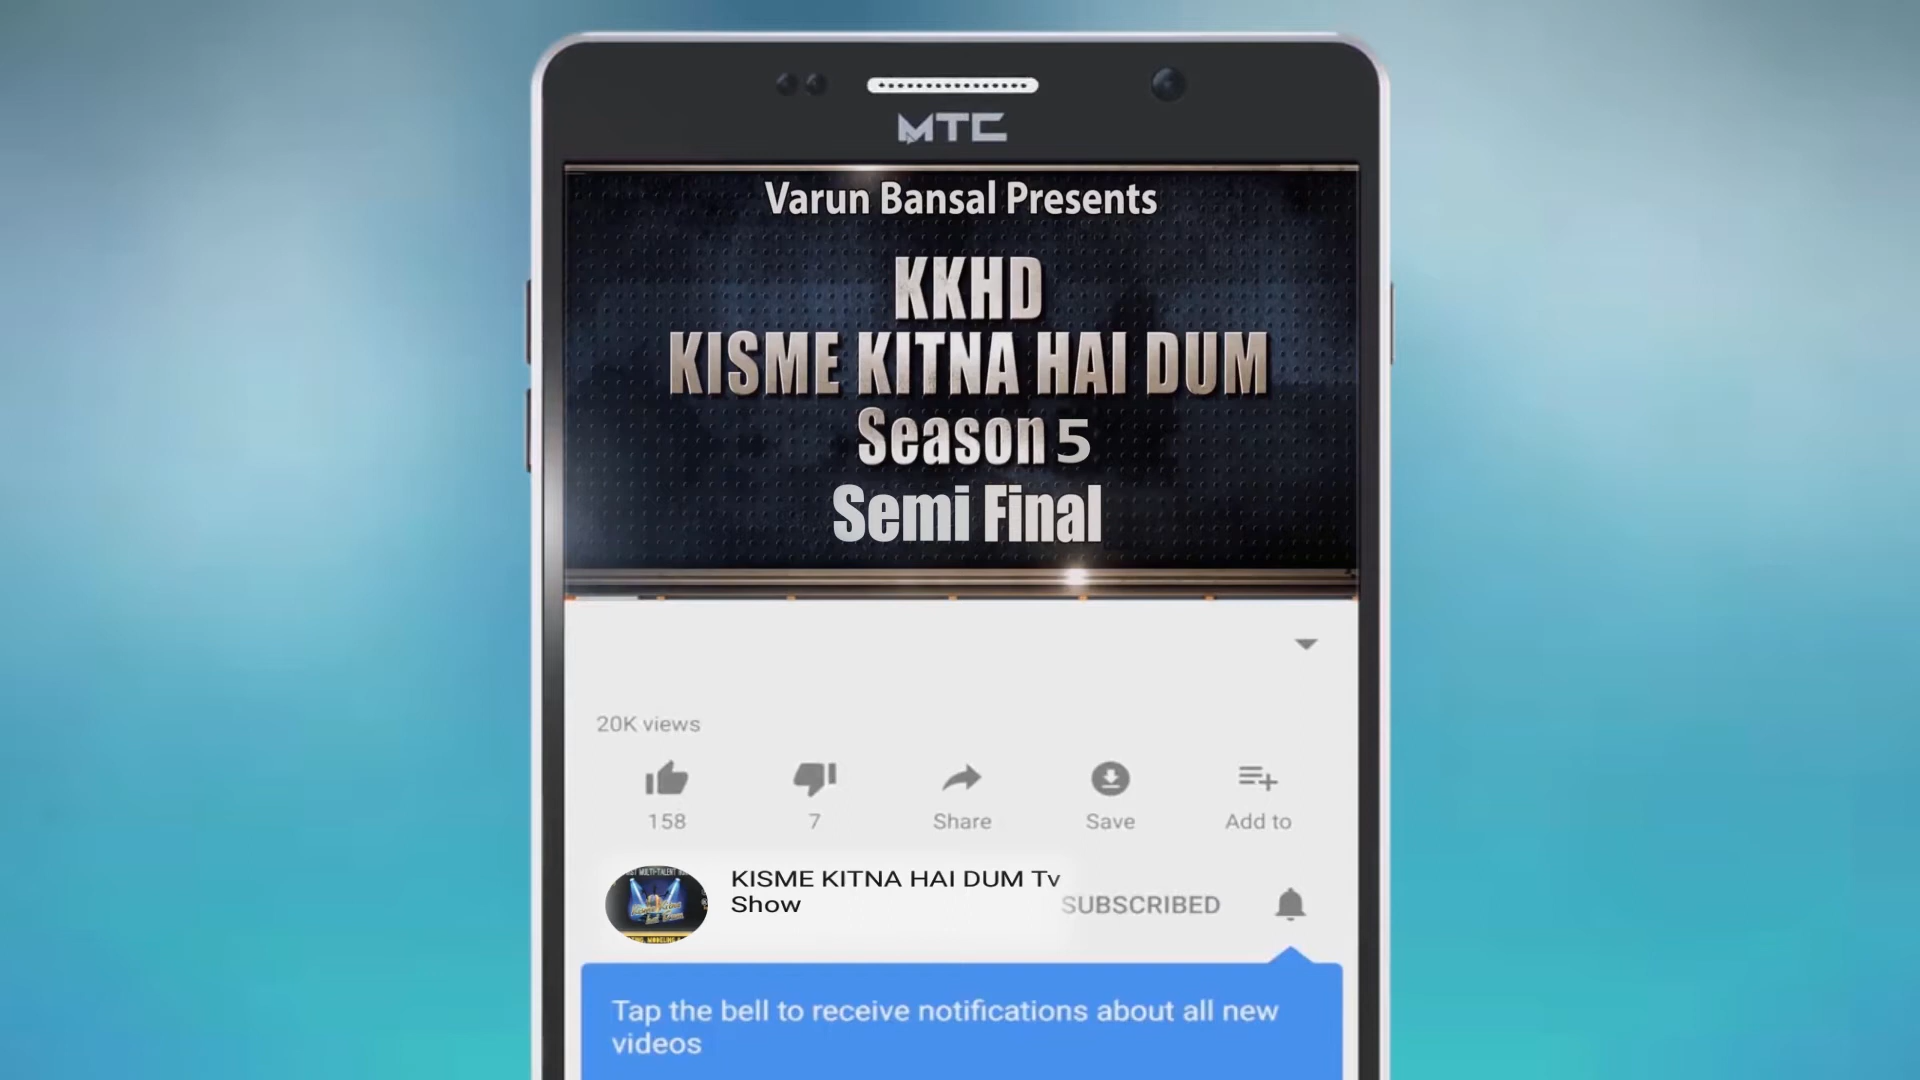 MTC
Varun Bansal Presents
KKHD
KISME KITNA HAI DUM
Season 5
Semi Final
20K views
158
7
Share
Save
Add to
KISME KITNA HAI DUM Tv
Show
SUBSCRIBED
Tap the bell to receive notifications about all new
videos